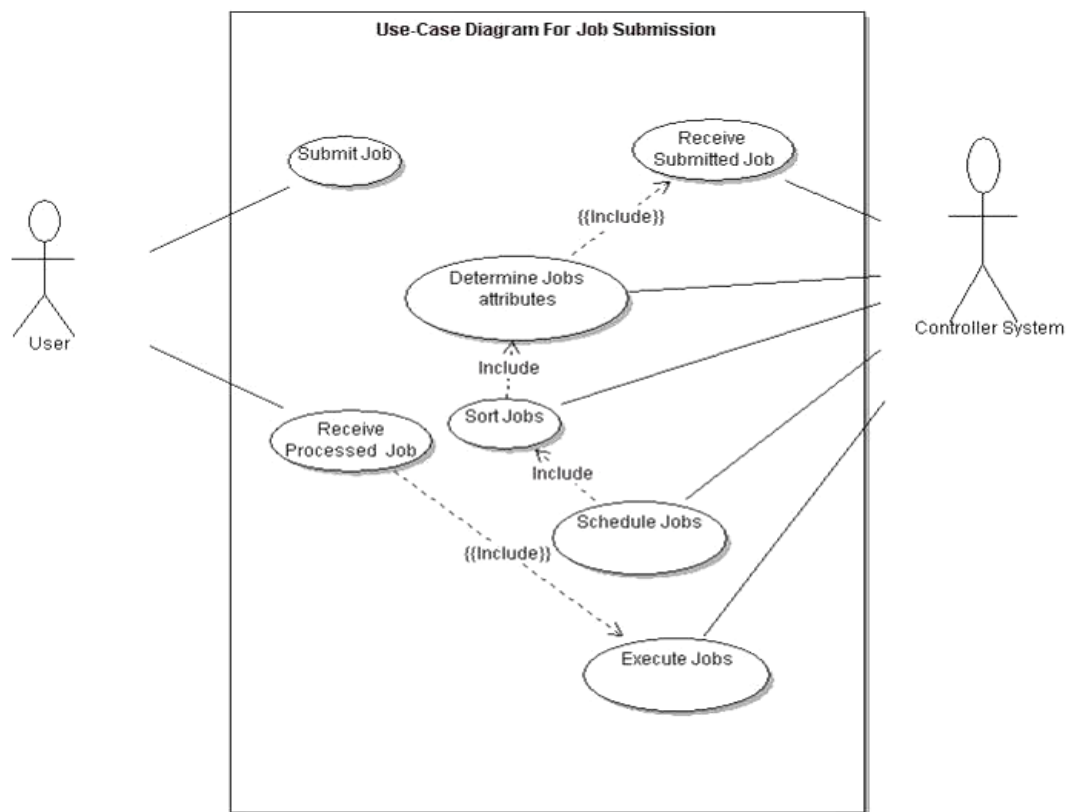 Use-Case Diagram For Job Submission
Submit Job
Receive
Submitted Job
{{Include}}
Determine Jobs
attributes
User
Controller System
Include
Sort Jobs
Receive
Processed Job
Include
Schedule Jobs
{{Include}}
Execute Jobs